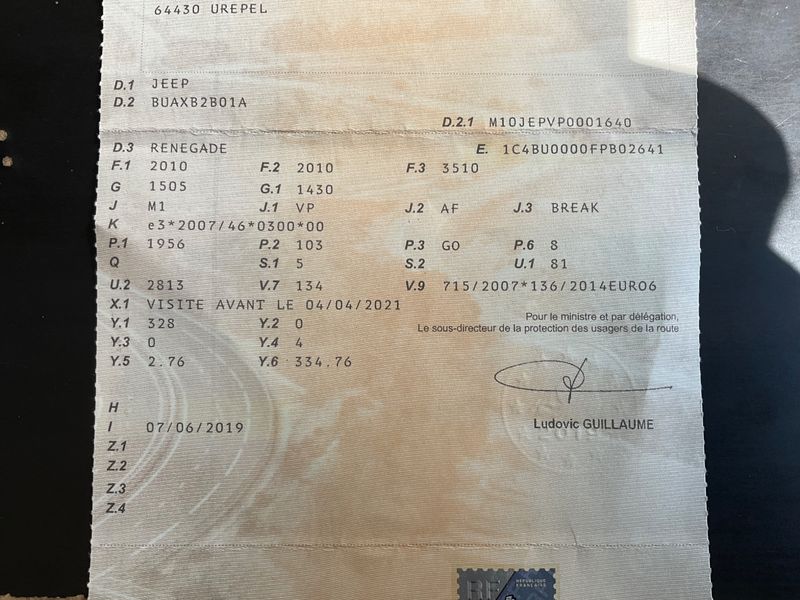 64430 UREPEL
D.1 JEEP
D.2 BUAXB2B01A
D.2.1 M10JEPVP0001640
D.3 RENEGADE E. 1C4BU0000FPB02641
F.1 2010 F.2 2010 F.3 3510
G 1505 G.1 1430
J M1 J.1 VP J.2 AF J.3 BREAK
K e3*2007/46*0300*00
P.1 1956 P.2 103 P.3 GO P.6 8
Q S.1 5 S.2 U.1 81
U.2 2813 V.7 134 V.9 715/2007*136/2014EURO6
X.1 VISITE AVANT LE 04/04/2021
Y.1 328 Y.2 0
Y.3 0 Y.4 4
Y.5 2.76 Y.6 334.76
Pour le ministre et par délégation,
Le sous-directeur de la protection des usagers de la route
Ludovic GUILLAUME
H
I 07/06/2019
Z.1
Z.2
Z.3
Z.4
RF RÉPUBLIQUE
FRANÇAISE